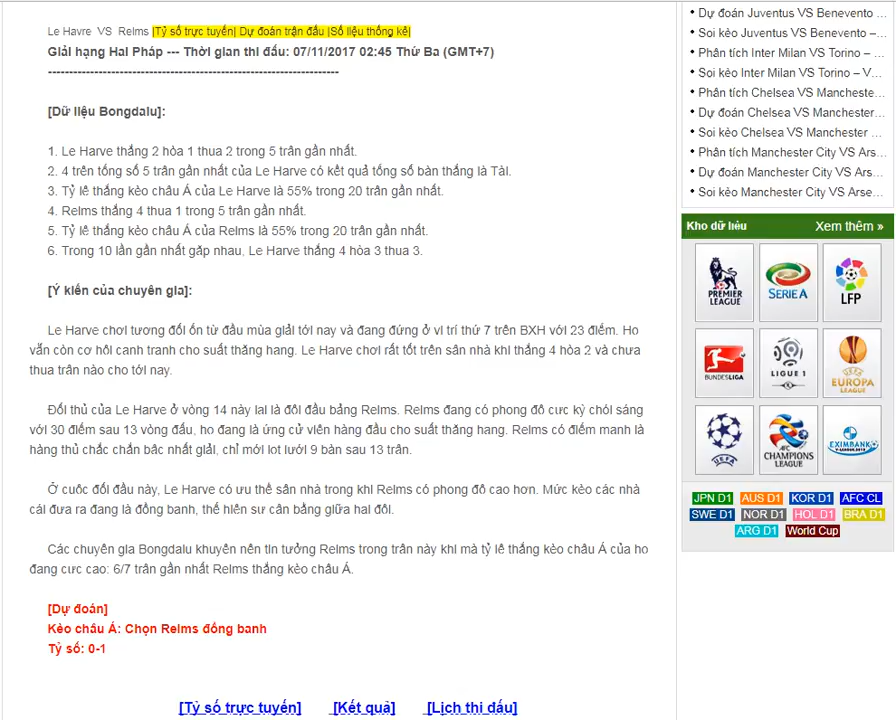 Le Havre VS Reims |Tỷ số trực tuyến| Dự đoán trận đấu |Số liệu thống kê|
Giải hạng Hai Pháp --- Thời gian thi đấu: 07/11/2017 02:45 Thứ Ba (GMT+7)
----------------------------------------------------------------------
[Dữ liệu Bongdalu]:
1. Le Harve thắng 2 hòa 1 thua 2 trong 5 trận gần nhất.
2. 4 trên tổng số 5 trận gần nhất của Le Harve có kết quả tổng số bàn thắng là Tài.
3. Tỷ lệ thắng kèo châu Á của Le Harve là 55% trong 20 trận gần nhất.
4. Reims thắng 4 thua 1 trong 5 trận gần nhất.
5. Tỷ lệ thắng kèo châu Á của Reims là 55% trong 20 trận gần nhất.
6. Trong 10 lần gần nhất gặp nhau, Le Harve thắng 4 hòa 3 thua 3.
[Ý kiến của chuyên gia]:
Le Harve chơi tương đối ổn từ đầu mùa giải tới nay và đang đứng ở vị trí thứ 7 trên BXH với 23 điểm. Họ
vẫn còn cơ hội cạnh tranh cho suất thăng hạng. Le Harve chơi rất tốt trên sân nhà khi thắng 4 hòa 2 và chưa
thua trận nào cho tới nay.
Đối thủ của Le Harve ở vòng 14 này lại là đội đầu bảng Reims. Reims đang có phong độ cực kỳ chói sáng
với 30 điểm sau 13 vòng đấu, họ đang là ứng cử viên hàng đầu cho suất thăng hạng. Reims có điểm mạnh là
hàng thủ chắc chắn bậc nhất giải, chỉ mới lọt lưới 9 bàn sau 13 trận.
Ở cuộc đối đầu này, Le Harve có ưu thế sân nhà trong khi Reims có phong độ cao hơn. Mức kèo các nhà
cái đưa ra đang là đồng banh, thể hiện sự cân bằng giữa hai đội.
Các chuyên gia Bongdalu khuyên nên tin tưởng Reims trong trận này khi mà tỷ lệ thắng kèo châu Á của họ
đang cực cao: 6/7 trận gần nhất Reims thắng kèo châu Á.
[Dự đoán]
Kèo châu Á: Chọn Reims đồng banh
Tỷ số: 0-1
[Tỷ số trực tuyến] [Kết quả] [Lịch thi đấu]
Dự đoán Juventus VS Benevento ...
Soi kèo Juventus VS Benevento –...
Phân tích Inter Milan VS Torino – ...
Soi kèo Inter Milan VS Torino – V...
Phân tích Chelsea VS Mancheste...
Dự đoán Chelsea VS Manchester...
Soi kèo Chelsea VS Manchester ...
Phân tích Manchester City VS Ars...
Dự đoán Manchester City VS Ars...
Soi kèo Manchester City VS Arse...
Kho dữ liệu Xem thêm »
PREMIER LEAGUE SERIE A LFP
BUNDESLIGA LIGUE 1 UEFA EUROPA LEAGUE
UEFA AFC CHAMPIONS LEAGUE EXIMBANK
JPN D1 AUS D1 KOR D1 AFC CL
SWE D1 NOR D1 HOL D1 BRA D1
ARG D1 World Cup